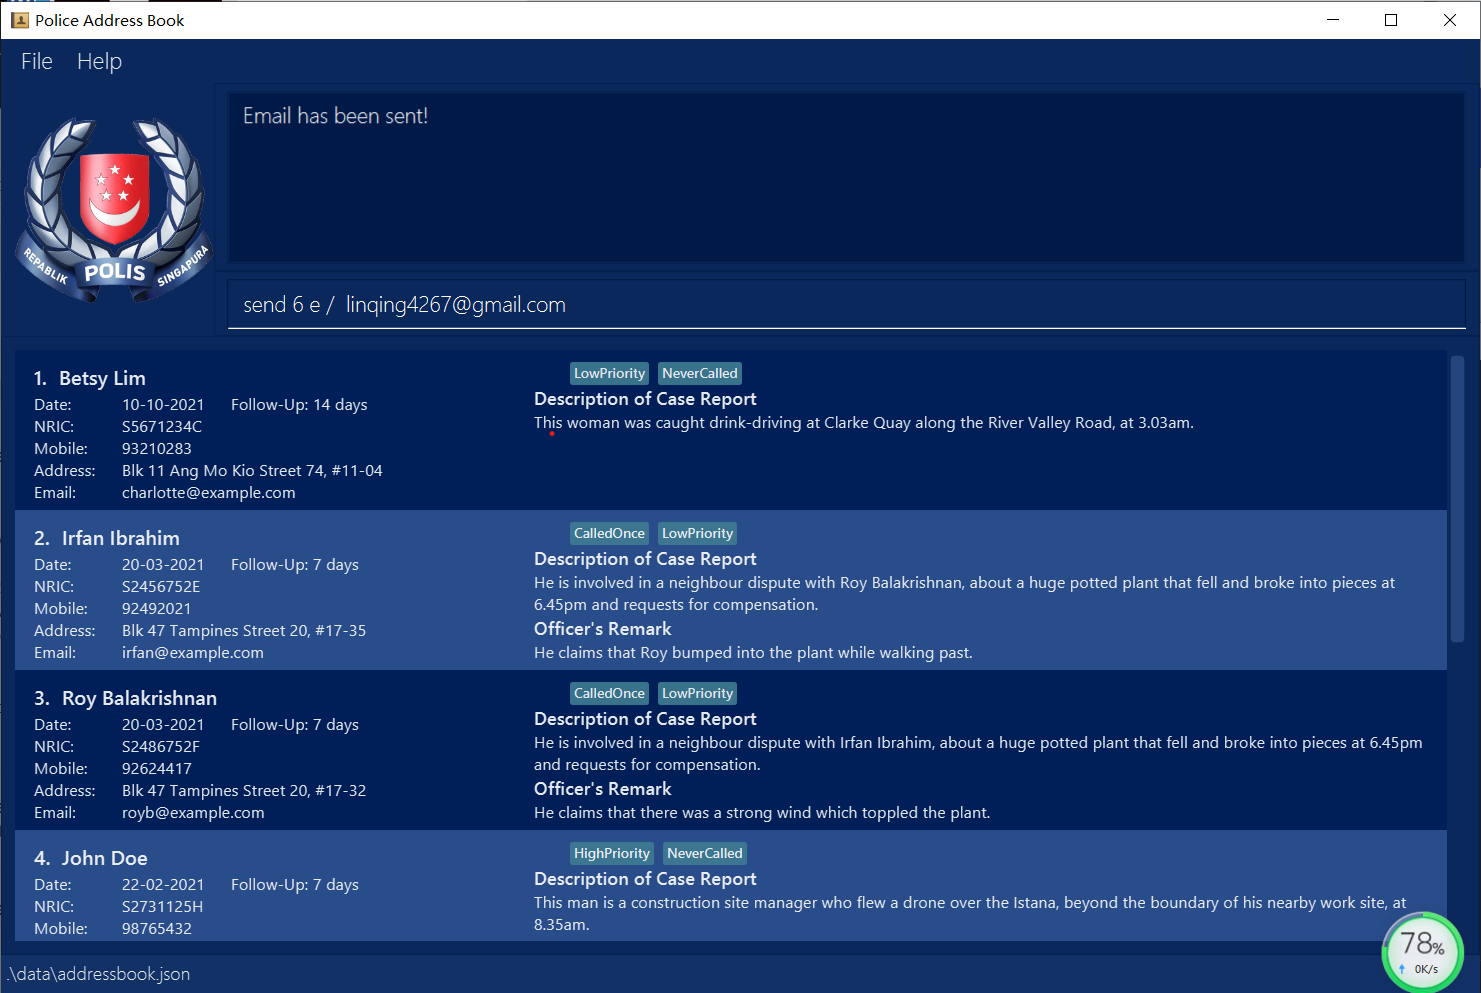 Police Address Book
File Help
Email has been sent!
REPABLIK POLIS SINGAPURA
send 6 e / linqing4267@gmail.com
1. Betsy Lim
Date: 10-10-2021 Follow-Up: 14 days
NRIC: S5671234C
Mobile: 93210283
Address: Blk 11 Ang Mo Kio Street 74, #11-04
Email: charlotte@example.com
LowPriority NeverCalled
Description of Case Report
This woman was caught drink-driving at Clarke Quay along the River Valley Road, at 3.03am.
2. Irfan Ibrahim
Date: 20-03-2021 Follow-Up: 7 days
NRIC: S2456752E
Mobile: 92492021
Address: Blk 47 Tampines Street 20, #17-35
Email: irfan@example.com
CalledOnce LowPriority
Description of Case Report
He is involved in a neighbour dispute with Roy Balakrishnan, about a huge potted plant that fell and broke into pieces at
6.45pm and requests for compensation.
Officer's Remark
He claims that Roy bumped into the plant while walking past.
3. Roy Balakrishnan
Date: 20-03-2021 Follow-Up: 7 days
NRIC: S2486752F
Mobile: 92624417
Address: Blk 47 Tampines Street 20, #17-32
Email: royb@example.com
CalledOnce LowPriority
Description of Case Report
He is involved in a neighbour dispute with Irfan Ibrahim, about a huge potted plant that fell and broke into pieces at 6.45pm
and requests for compensation.
Officer's Remark
He claims that there was a strong wind which toppled the plant.
4. John Doe
Date: 22-02-2021 Follow-Up: 7 days
NRIC: S2731125H
Mobile: 98765432
HighPriority NeverCalled
Description of Case Report
This man is a construction site manager who flew a drone over the Istana, beyond the boundary of his nearby work site, at
8.35am.
78%
0K/s
.\data\addressbook.json